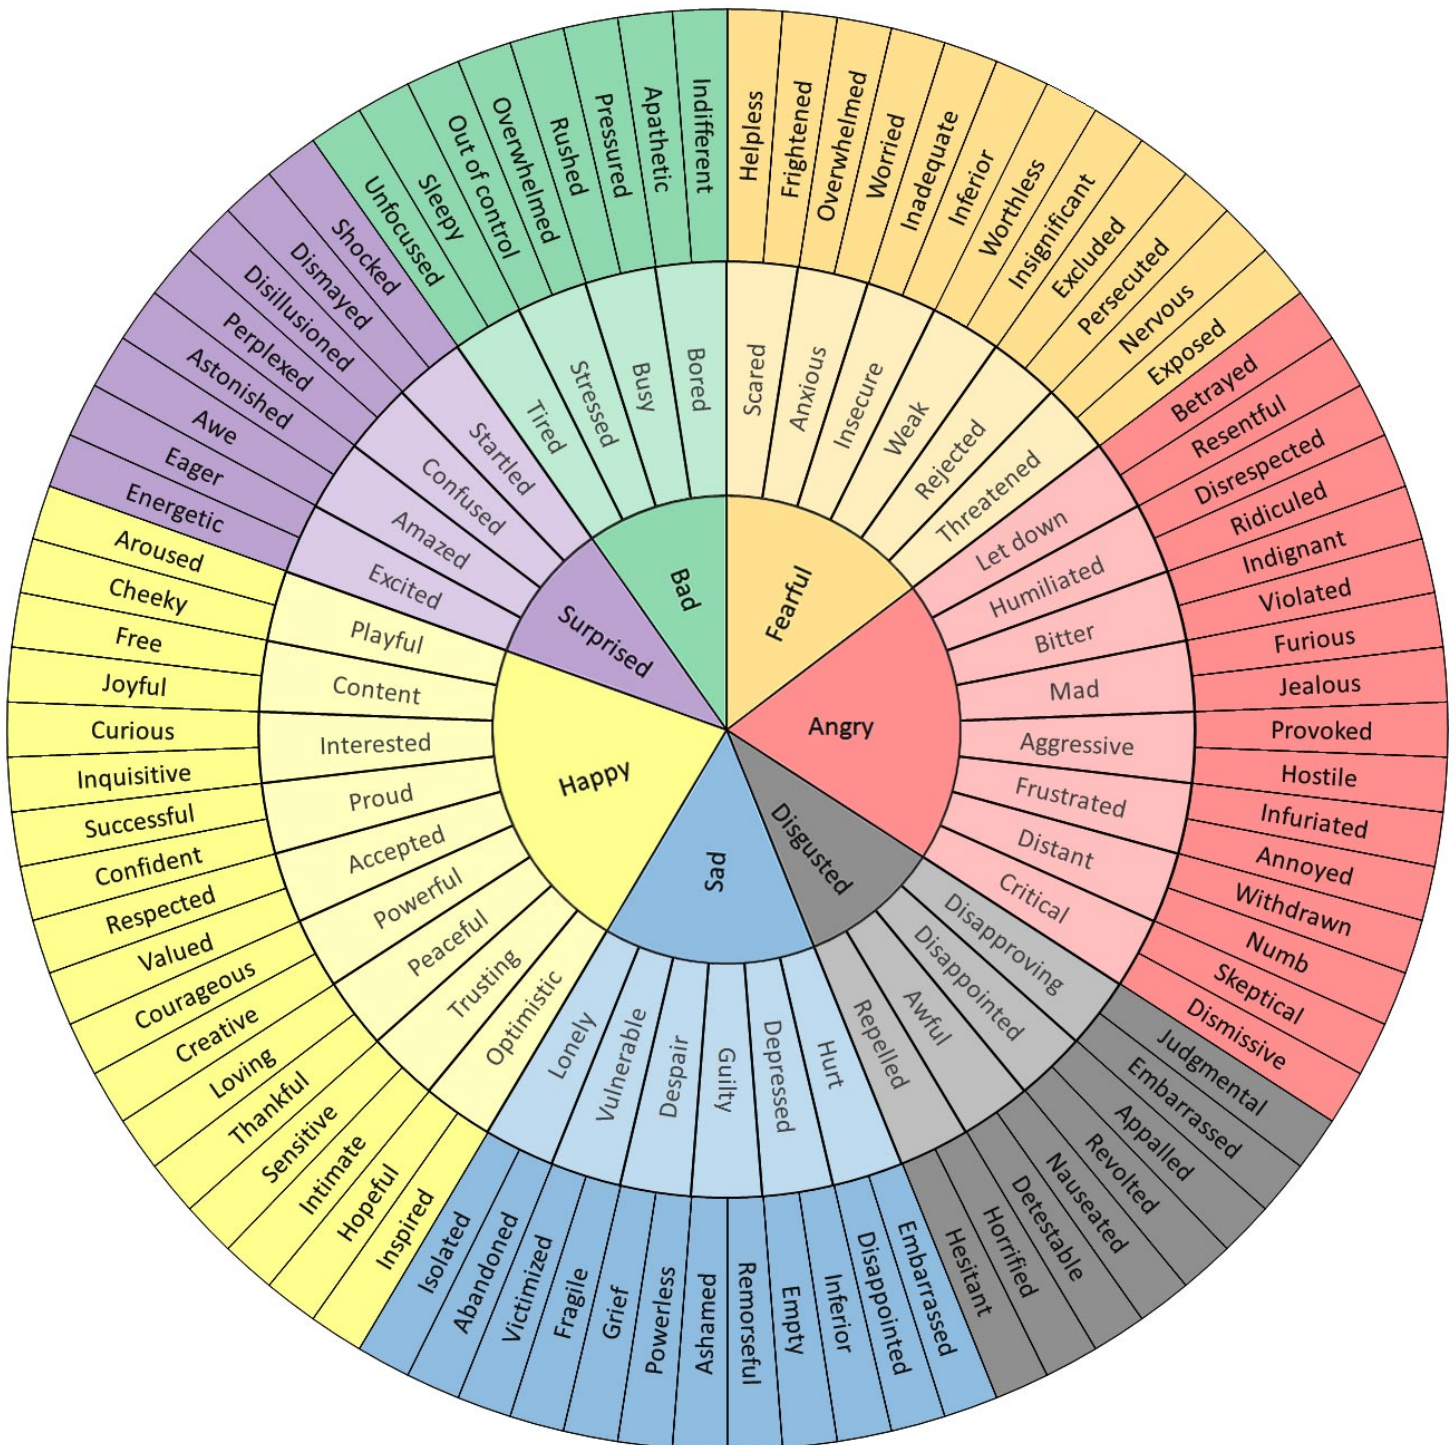 Fearful
Angry
Disgusted
Sad
Happy
Surprised
Bad
Scared
Anxious
Insecure
Weak
Rejected
Threatened
Let down
Humiliated
Bitter
Mad
Aggressive
Frustrated
Distant
Critical
Disapproving
Disappointed
Awful
Repelled
Hurt
Depressed
Guilty
Despair
Vulnerable
Lonely
Optimistic
Trusting
Peaceful
Powerful
Accepted
Proud
Interested
Content
Playful
Excited
Amazed
Confused
Startled
Tired
Stressed
Busy
Bored
Helpless
Frightened
Overwhelmed
Worried
Inadequate
Inferior
Worthless
Insignificant
Excluded
Persecuted
Nervous
Exposed
Betrayed
Resentful
Disrespected
Ridiculed
Indignant
Violated
Furious
Jealous
Provoked
Hostile
Infuriated
Annoyed
Withdrawn
Numb
Skeptical
Dismissive
Judgmental
Embarrassed
Appalled
Revolted
Nauseated
Detestable
Horrified
Hesitant
Embarrassed
Disappointed
Inferior
Empty
Remorseful
Ashamed
Powerless
Grief
Fragile
Victimized
Abandoned
Isolated
Inspired
Hopeful
Intimate
Sensitive
Thankful
Loving
Creative
Courageous
Valued
Respected
Confident
Successful
Inquisitive
Curious
Joyful
Free
Cheeky
Aroused
Energetic
Eager
Awe
Astonished
Perplexed
Disillusioned
Dismayed
Shocked
Unfocussed
Sleepy
Out of control
Overwhelmed
Rushed
Pressured
Apathetic
Indifferent